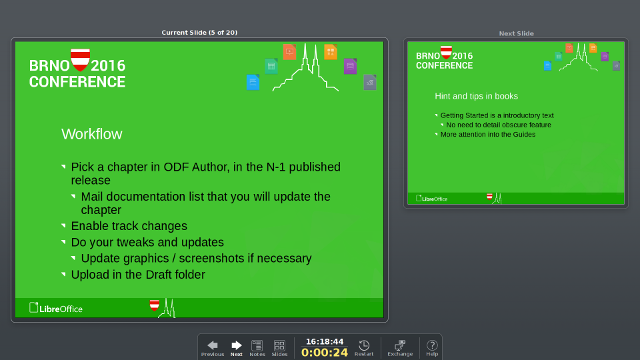 Current Slide (5 of 20)
BRNO 2016
CONFERENCE
Workflow
Pick a chapter in ODF Author, in the N-1 published
release
Mail documentation list that you will update the
chapter
Enable track changes
Do your tweaks and updates
Update graphics / screenshots if necessary
Upload in the Draft folder
LibreOffice
Next Slide
BRNO 2016
CONFERENCE
Hint and tips in books
Getting Started is a introductory text
No need to detail obscure feature
More attention into the Guides
LibreOffice
Previous
Next
Notes
Slides
16:18:44
0:00:24
Restart
Exchange
Help